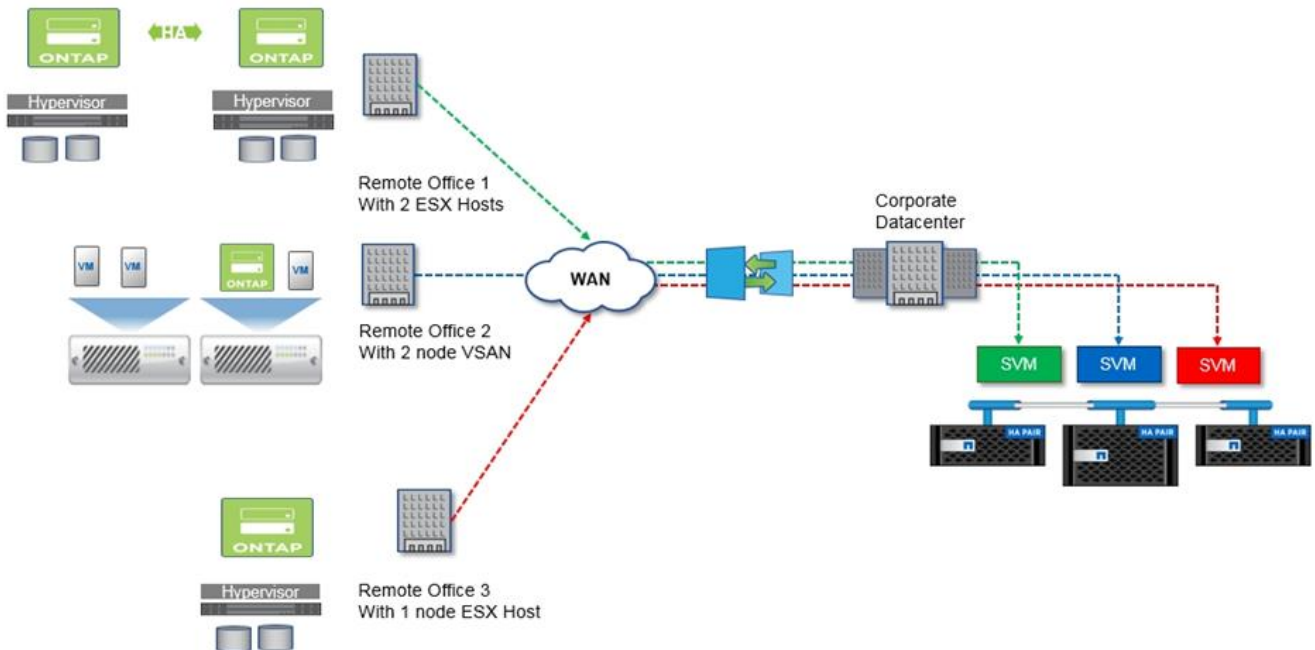 HA
ONTAP
ONTAP
Hypervisor
Hypervisor
Remote Office 1
With 2 ESX Hosts
Corporate
Datacenter
VM
VM
ONTAP
VM
WAN
Remote Office 2
With 2 node VSAN
SVM
SVM
SVM
HA PAIR
HA PAIR
HA PAIR
ONTAP
Hypervisor
Remote Office 3
With 1 node ESX Host